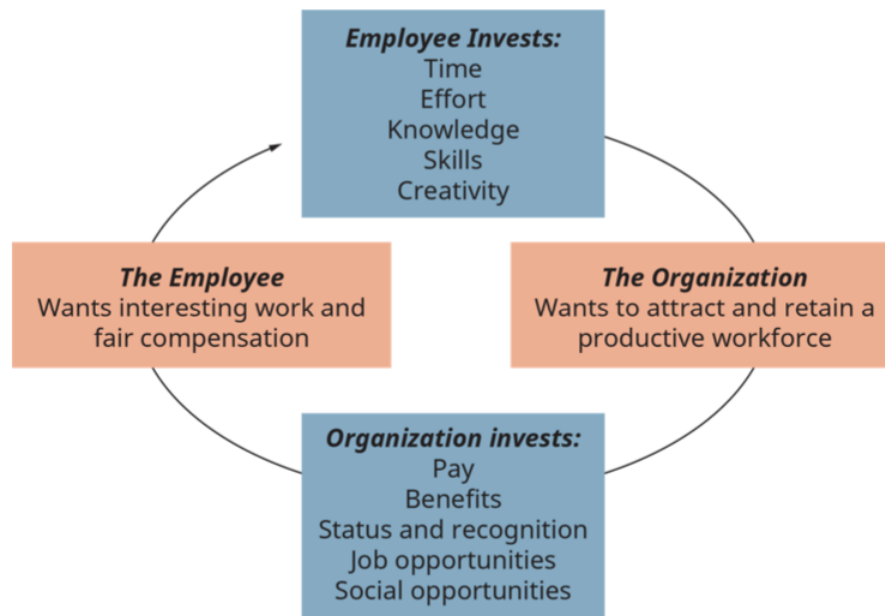 Employee Invests:
Time
Effort
Knowledge
Skills
Creativity
The Employee
Wants interesting work and
fair compensation
The Organization
Wants to attract and retain a
productive workforce
Organization invests:
Pay
Benefits
Status and recognition
Job opportunities
Social opportunities